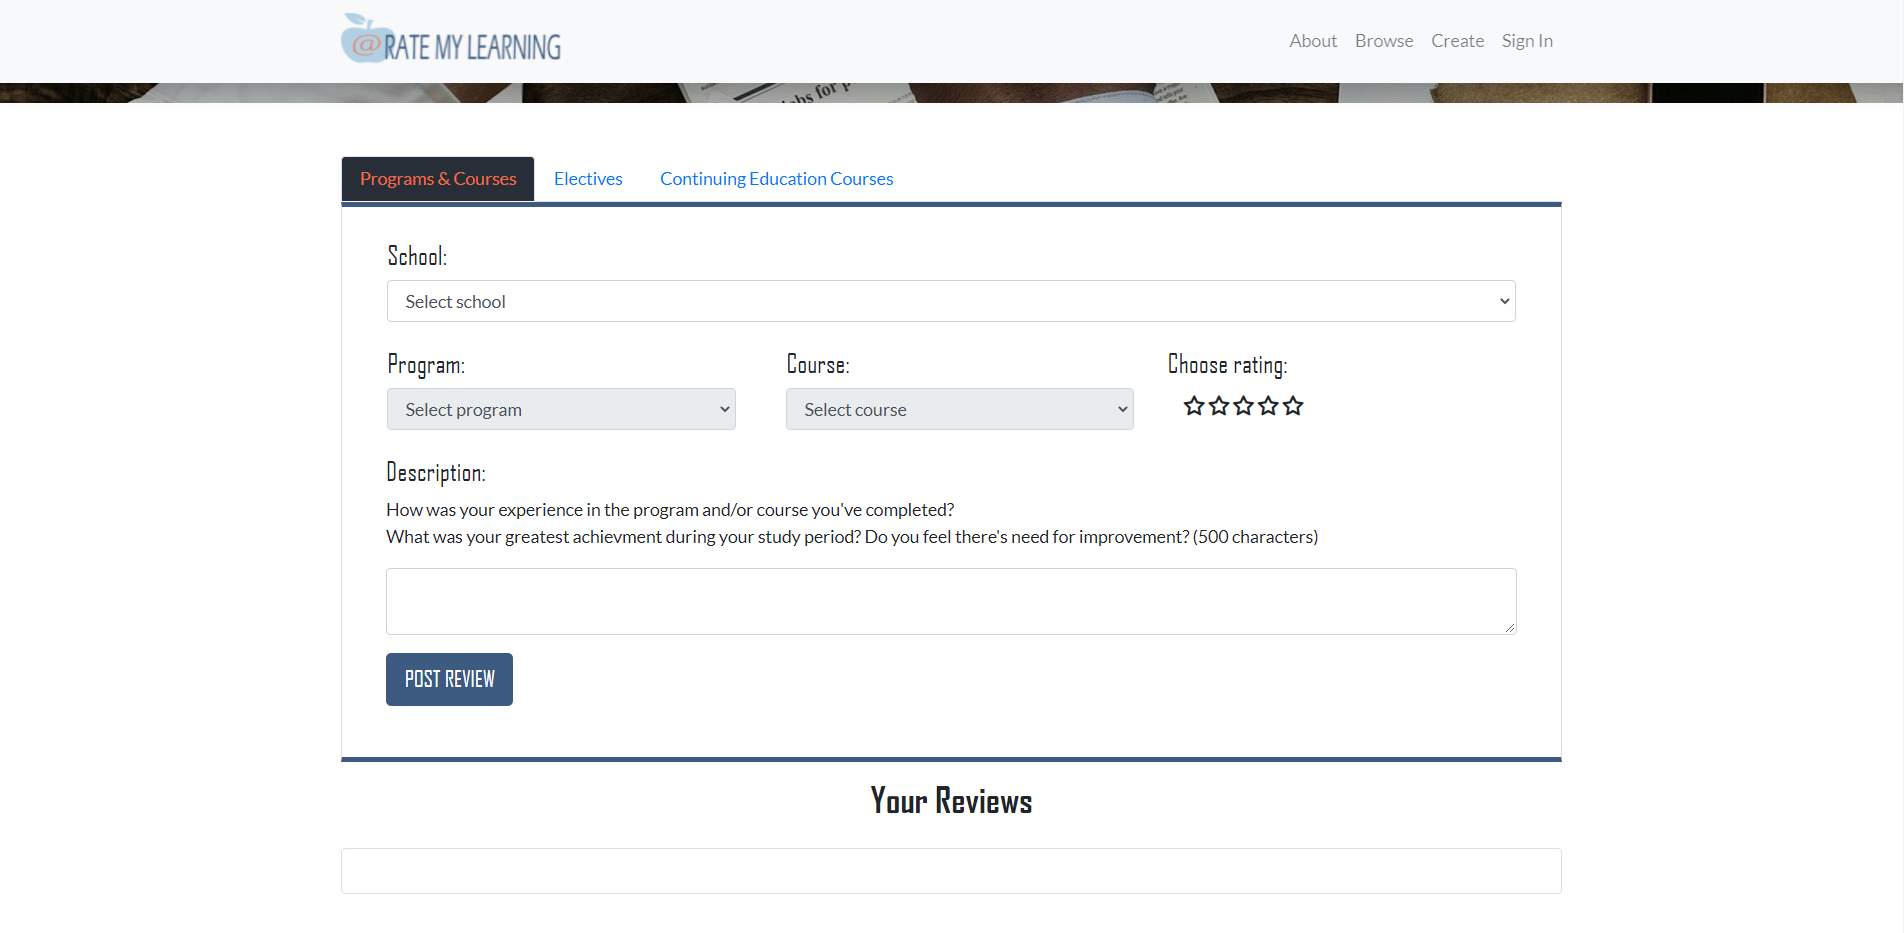 @RATE MY LEARNING
About Browse Create Sign In
bs for p
Programs & Courses Electives Continuing Education Courses
School:
Select school
Program: Course: Choose rating:
Select program Select course
Description:
How was your experience in the program and/or course you've completed?
What was your greatest achievment during your study period? Do you feel there's need for improvement? (500 characters)
POST REVIEW
Your Reviews